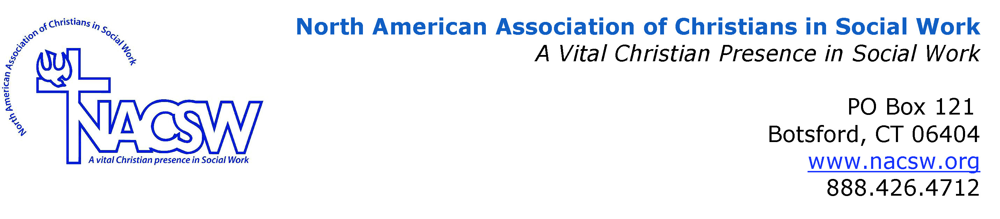 North American Association of Christians in Social Work
NACSW
A vital Christian presence in Social Work
North American Association of Christians in Social Work
A Vital Christian Presence in Social Work
PO Box 121
Botsford, CT 06404
www.nacsw.org
888.426.4712